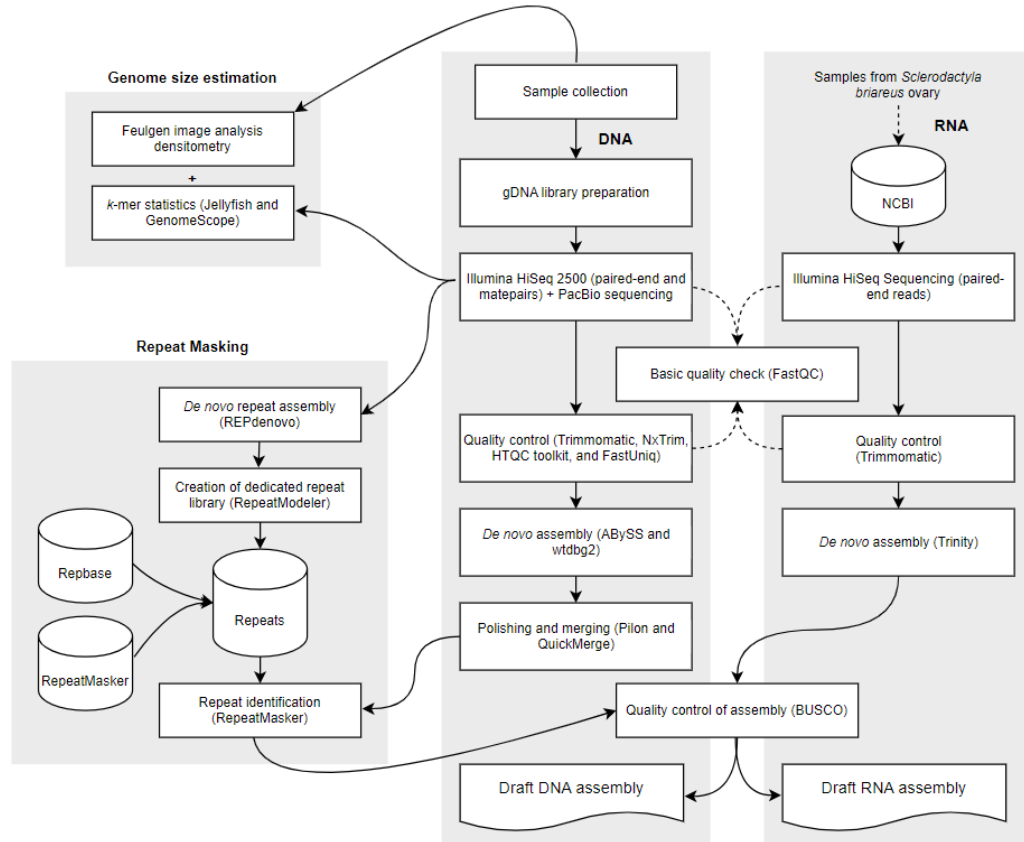 Genome size estimation
Feulgen image analysis
densitometry
+
k-mer statistics (Jellyfish and
GenomeScope)
Repeat Masking
De novo repeat assembly
(REPdenovo)
Creation of dedicated repeat
library (RepeatModeler)
Repbase
Repeats
RepeatMasker
Repeat identification
(RepeatMasker)
Sample collection
DNA
gDNA library preparation
Illumina HiSeq 2500 (paired-end and
matepairs) + PacBio sequencing
Basic quality check (FastQC)
Quality control (Trimmomatic, NxTrim,
HTQC toolkit, and FastUniq)
De novo assembly (ABySS and
wtdbg2)
Polishing and merging (Pilon and
QuickMerge)
Quality control of assembly (BUSCO)
Draft DNA assembly
Samples from Sclerodactyla
briareus ovary
RNA
NCBI
Illumina HiSeq Sequencing (paired-
end reads)
Quality control
(Trimmomatic)
De novo assembly (Trinity)
Draft RNA assembly